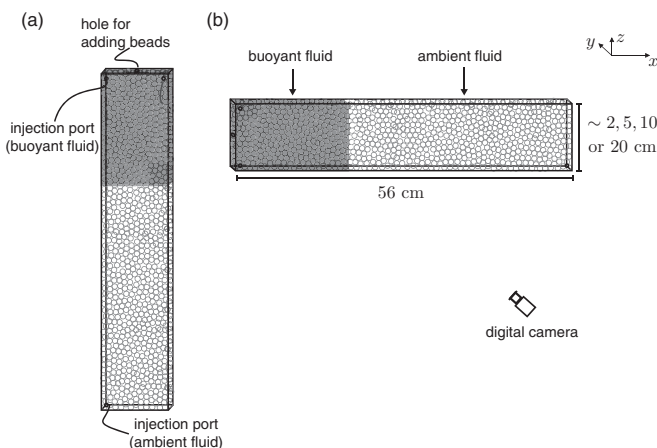 (a)
hole for
adding beads
injection port
(buoyant fluid)
injection port
(ambient fluid)
(b)
buoyant fluid
ambient fluid
y z x
~ 2, 5, 10
or 20 cm
56 cm
digital camera